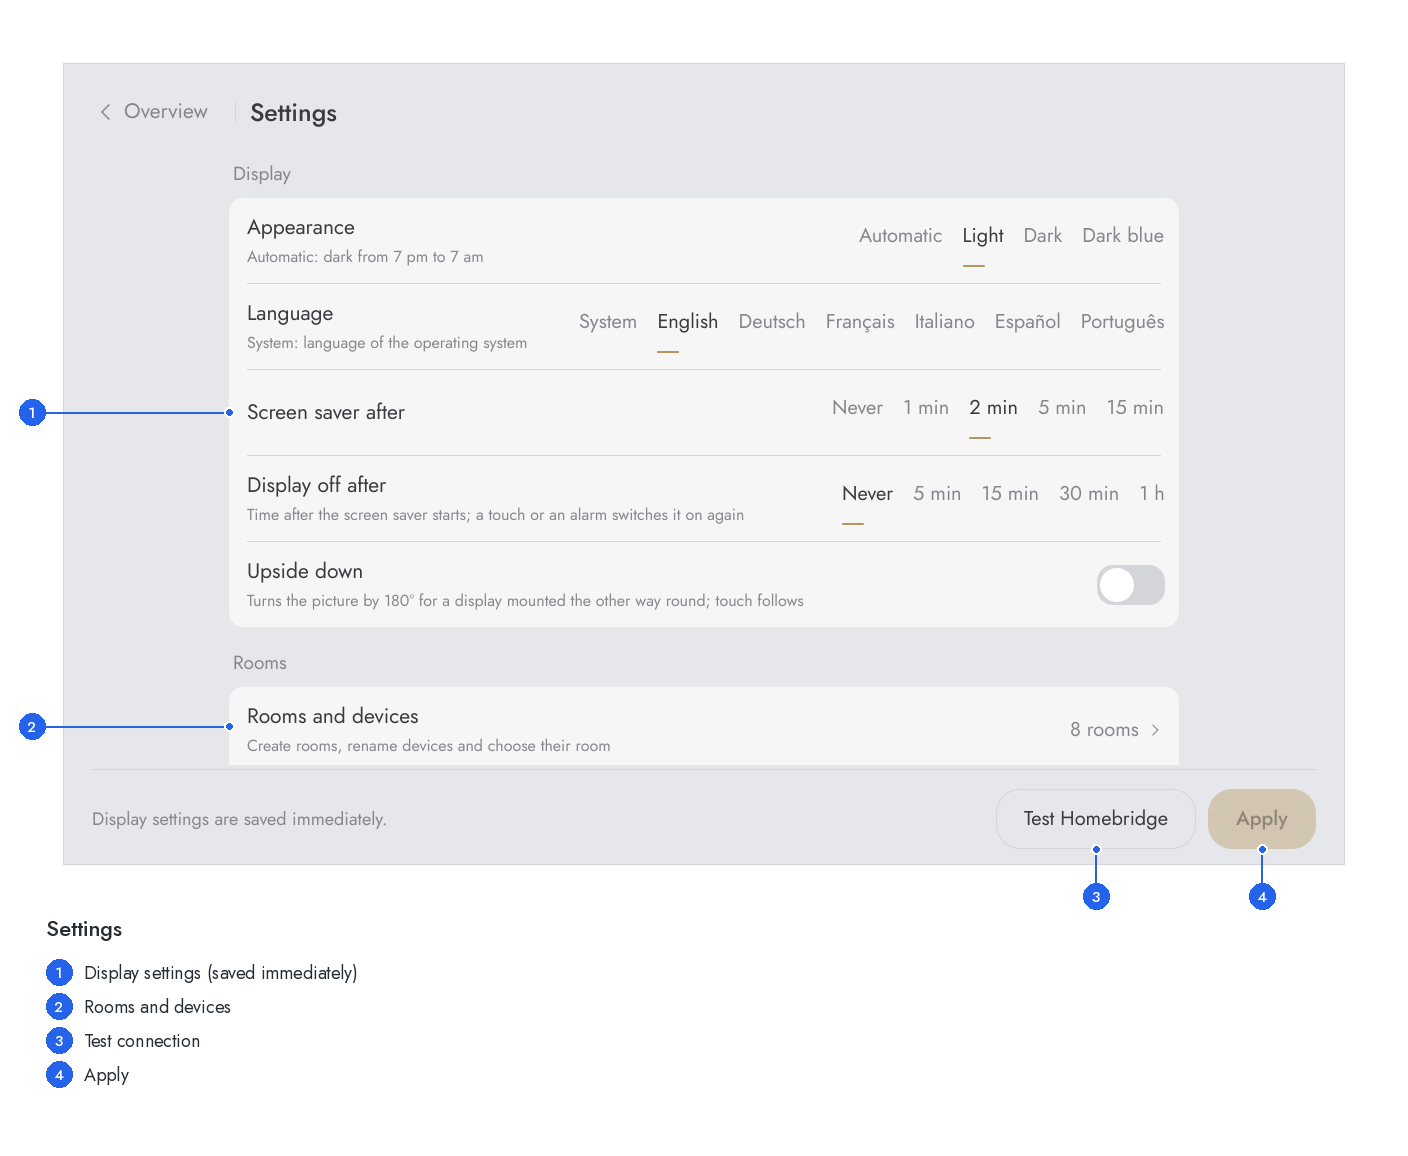 Overview
Settings
Display
Appearance
Automatic: dark from 7 pm to 7 am
Automatic Light Dark Dark blue
Language
System: language of the operating system
System English Deutsch Français Italiano Español Português
1
Screen saver after
Never 1 min 2 min 5 min 15 min
Display off after
Time after the screen saver starts; a touch or an alarm switches it on again
Never 5 min 15 min 30 min 1 h
Upside down
Turns the picture by 180° for a display mounted the other way round; touch follows
Rooms
2
Rooms and devices
Create rooms, rename devices and choose their room
8 rooms
Display settings are saved immediately.
Test Homebridge
Apply
3
4
Settings
1 Display settings (saved immediately)
2 Rooms and devices
3 Test connection
4 Apply